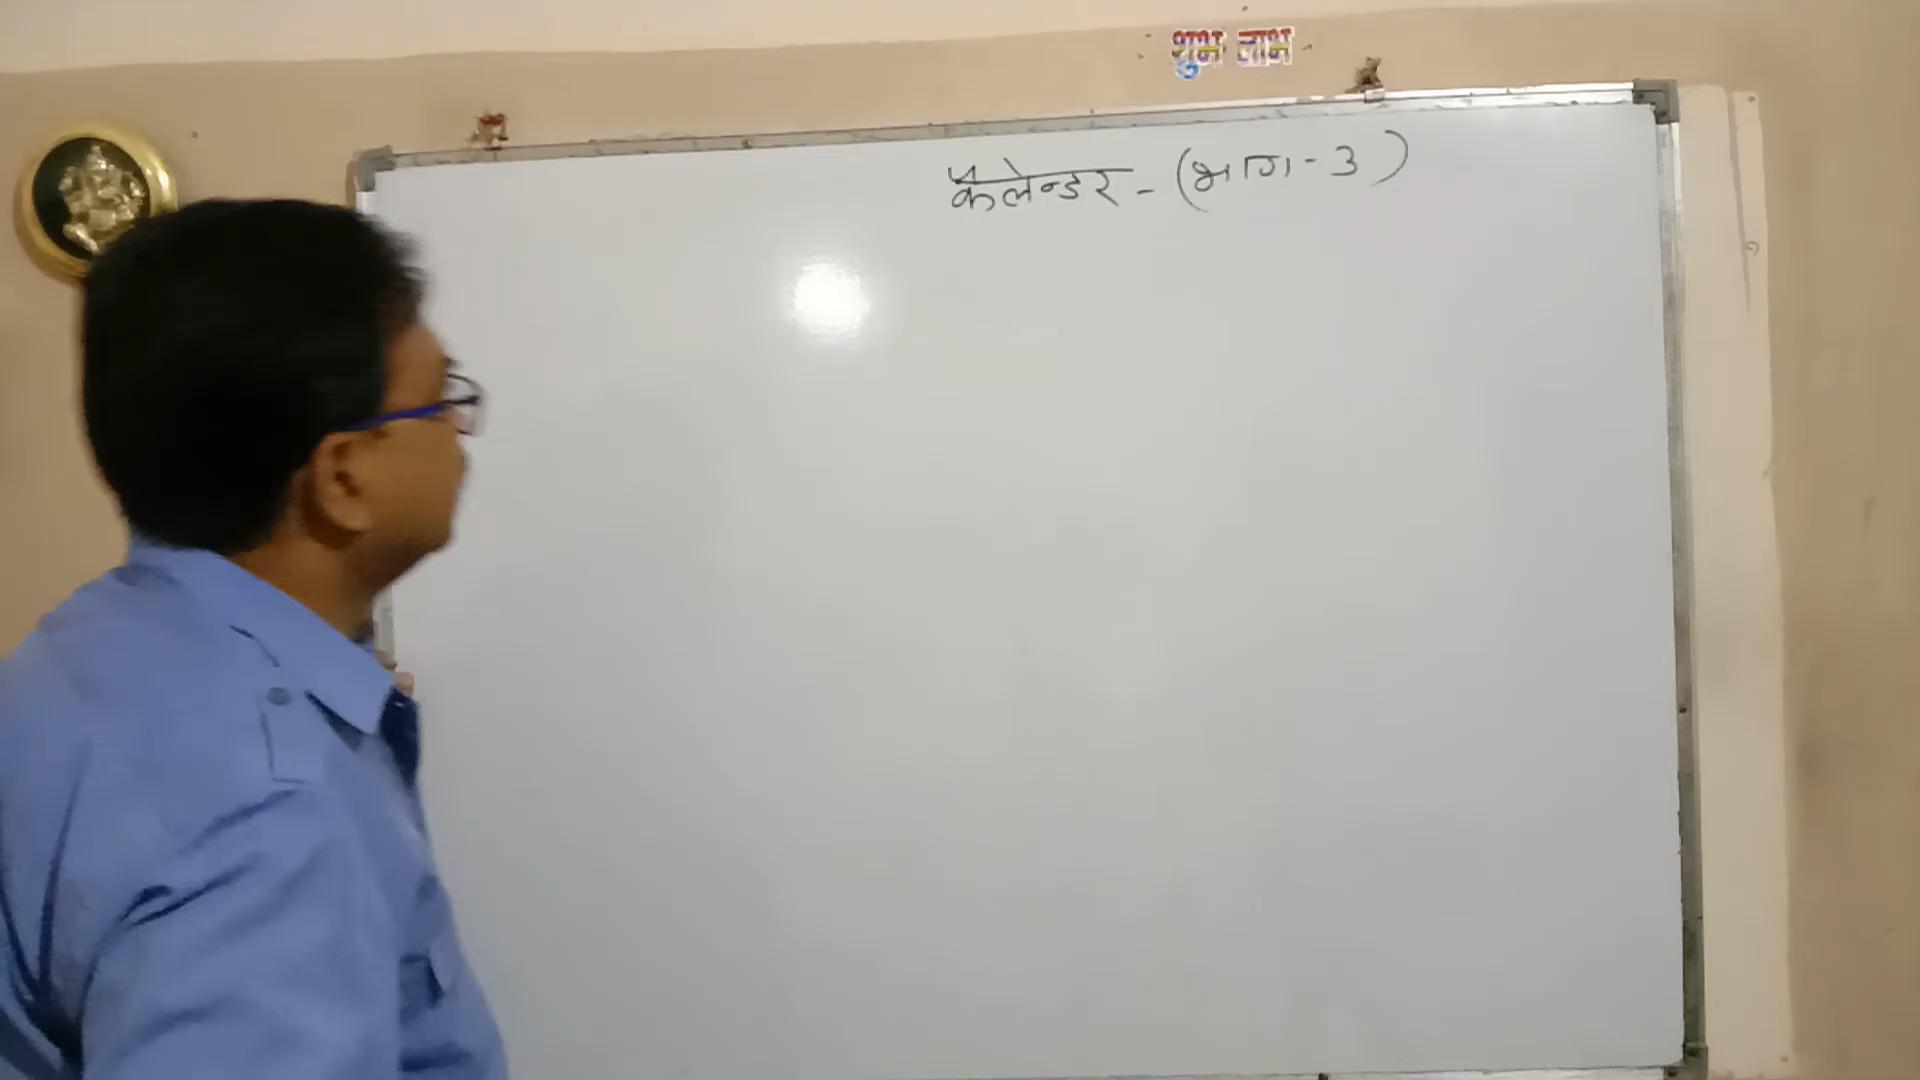 शुभ लाभ
कैलेन्डर - (भाग - 3)